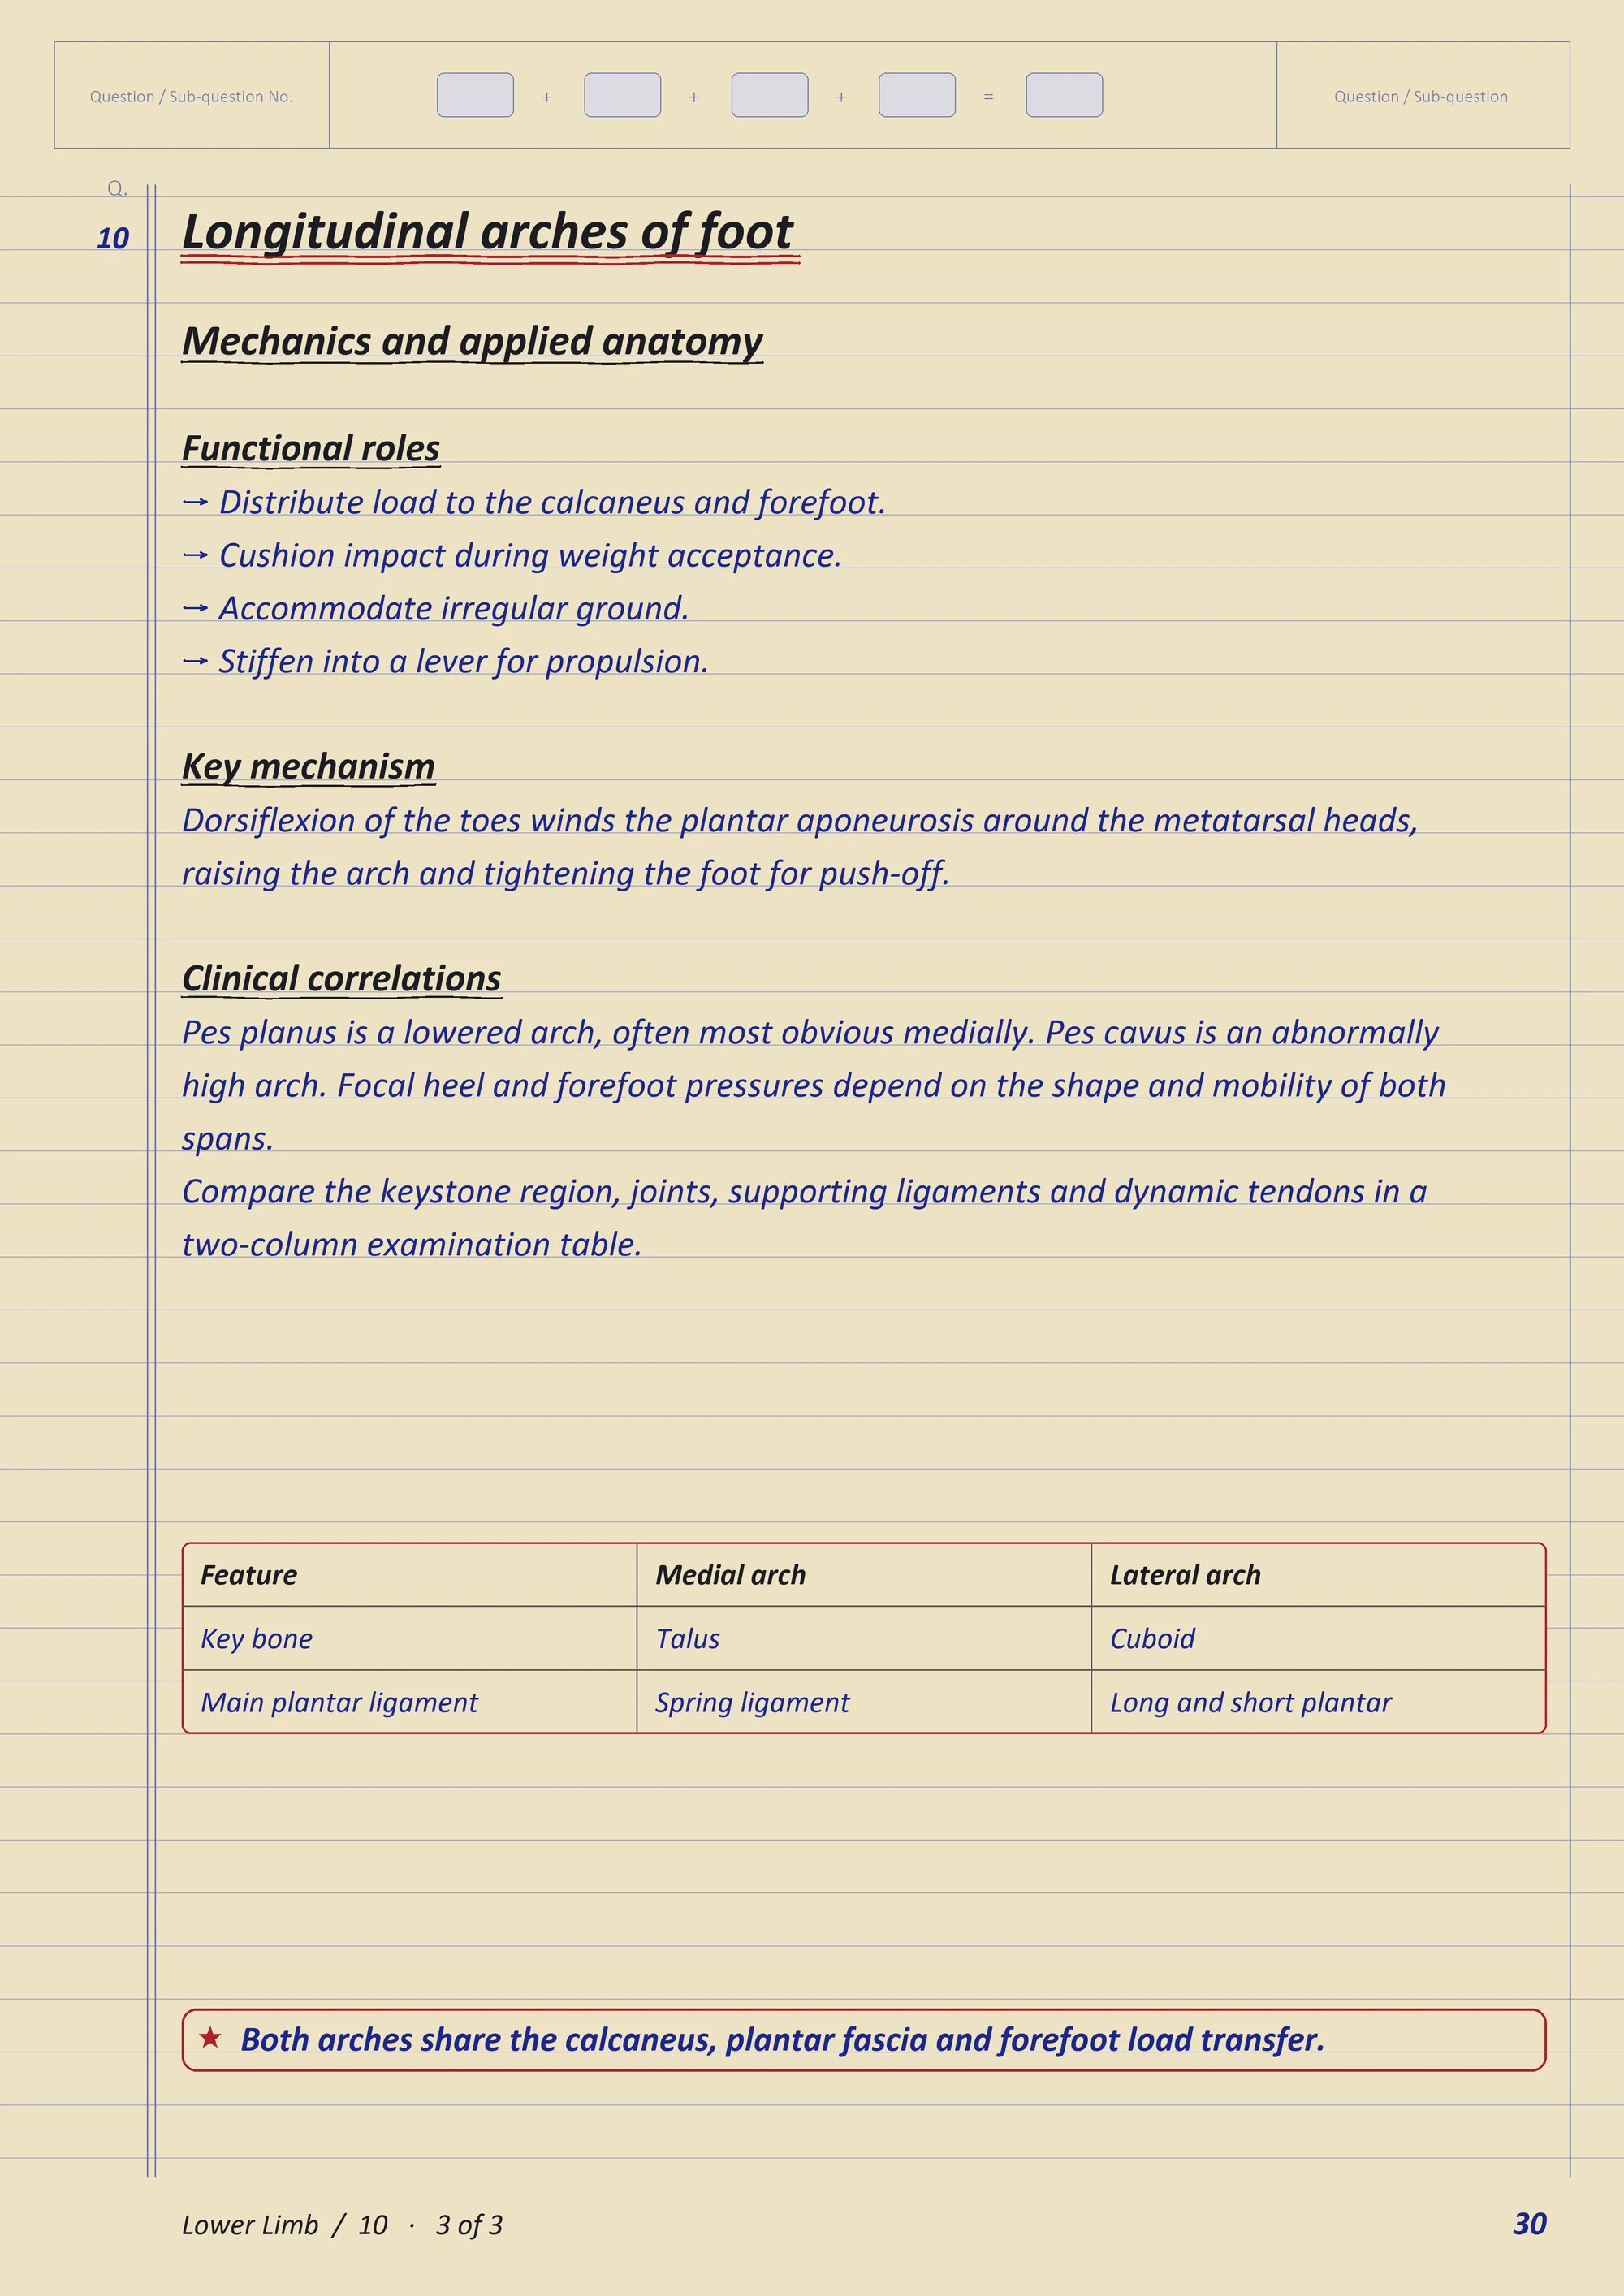 Question / Sub-question No.
+ + + =
Question / Sub-question
Q.
10
Longitudinal arches of foot
Mechanics and applied anatomy
Functional roles
→ Distribute load to the calcaneus and forefoot.
→ Cushion impact during weight acceptance.
→ Accommodate irregular ground.
→ Stiffen into a lever for propulsion.
Key mechanism
Dorsiflexion of the toes winds the plantar aponeurosis around the metatarsal heads,
raising the arch and tightening the foot for push-off.
Clinical correlations
Pes planus is a lowered arch, often most obvious medially. Pes cavus is an abnormally
high arch. Focal heel and forefoot pressures depend on the shape and mobility of both
spans.
Compare the keystone region, joints, supporting ligaments and dynamic tendons in a
two-column examination table.
Feature Medial arch Lateral arch
Key bone Talus Cuboid
Main plantar ligament Spring ligament Long and short plantar
★ Both arches share the calcaneus, plantar fascia and forefoot load transfer.
Lower Limb / 10 · 3 of 3
30